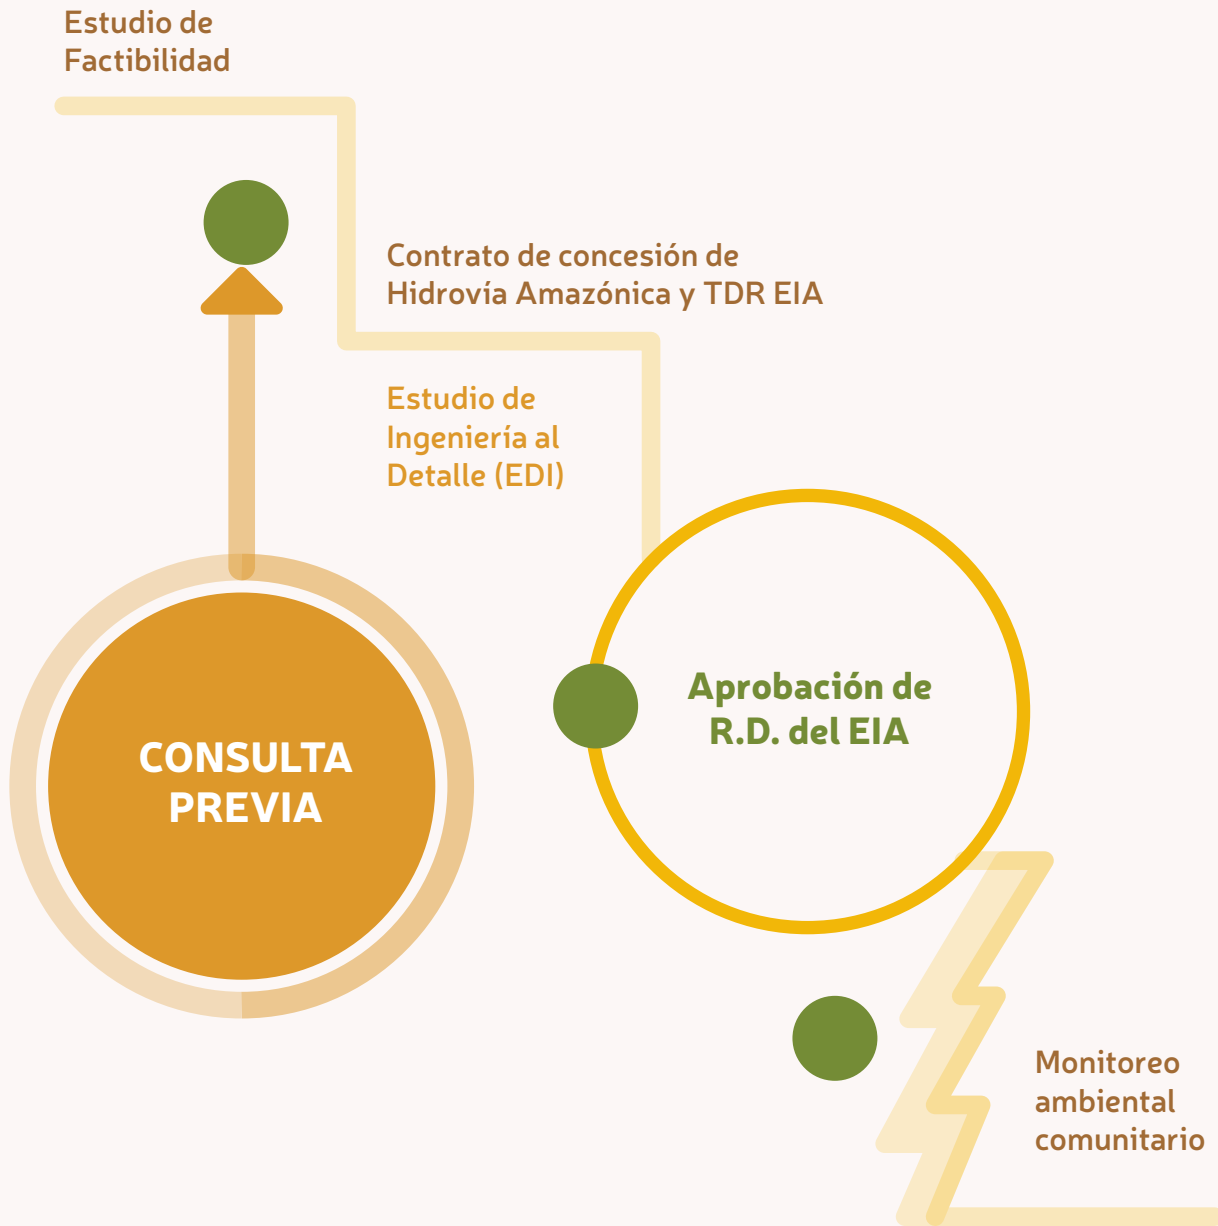 Estudio de
Factibilidad
Contrato de concesión de
Hidrovía Amazónica y TDR EIA
Estudio de
Ingeniería al
Detalle (EDI)
Aprobación de
R.D. del EIA
CONSULTA
PREVIA
Monitoreo
ambiental
comunitario